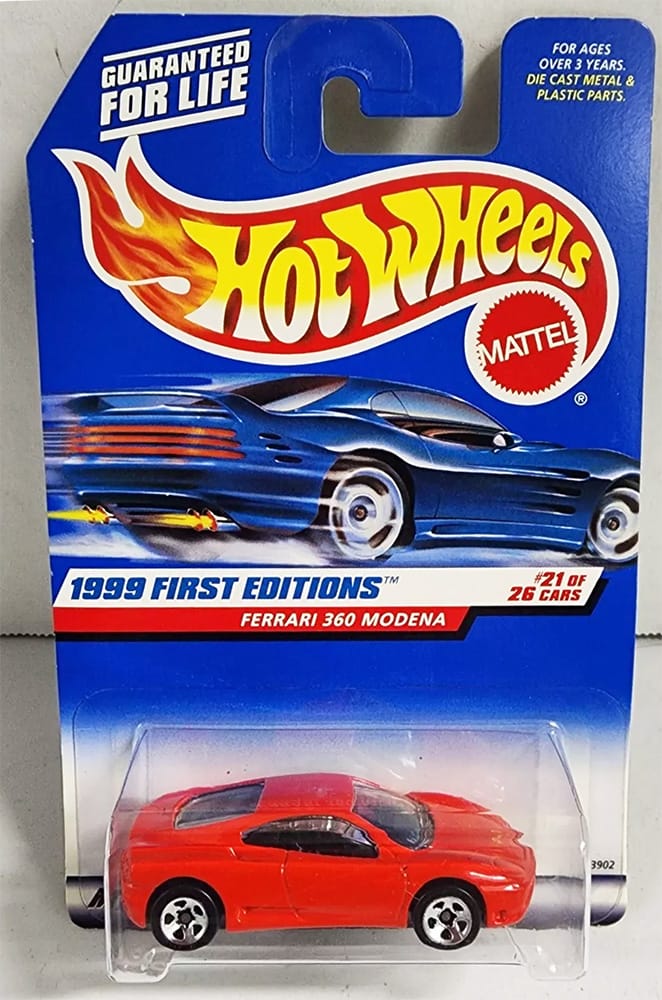 GUARANTEED
FOR LIFE
FOR AGES
OVER 3 YEARS.
DIE CAST METAL &
PLASTIC PARTS.
HOT WHEELS
MATTEL
®
1999 FIRST EDITIONS™
#21 OF
26 CARS
FERRARI 360 MODENA
3902